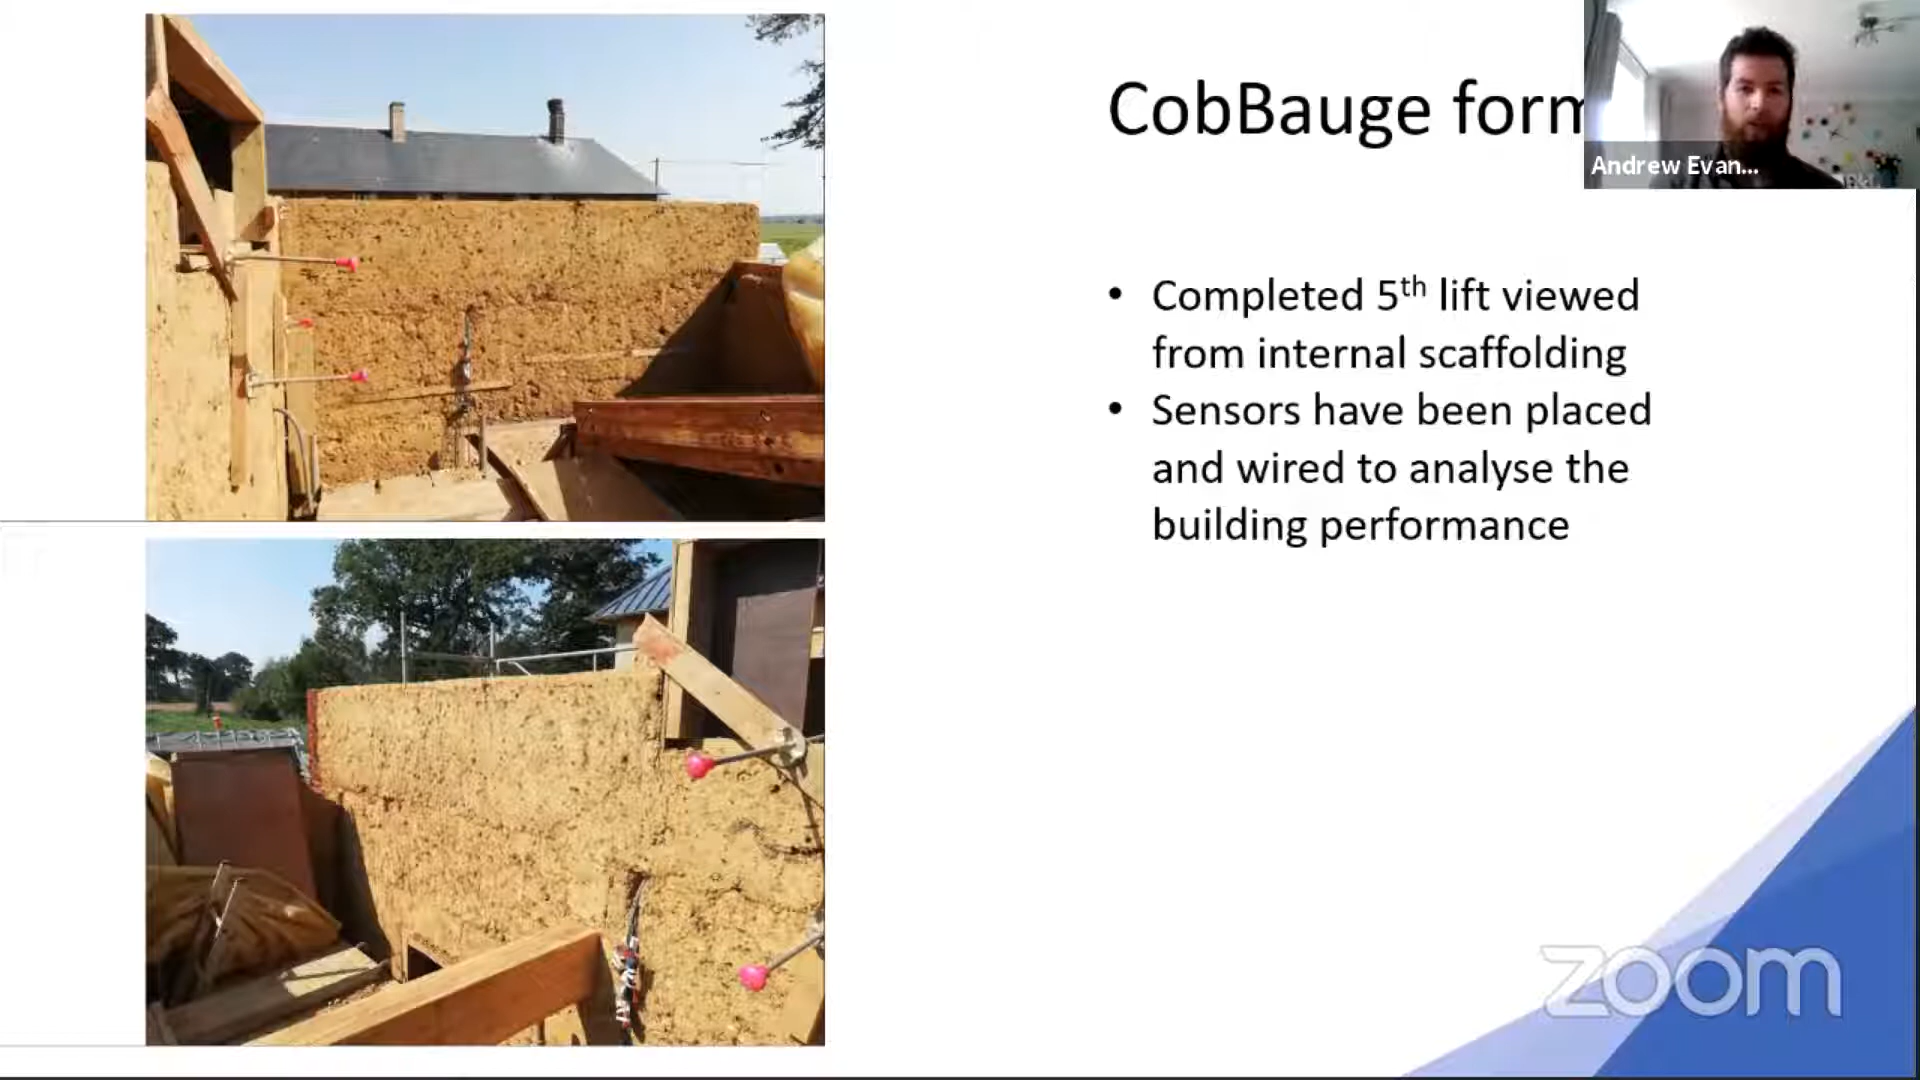 CobBauge form
Andrew Evan...
• Completed 5th lift viewed
from internal scaffolding
• Sensors have been placed
and wired to analyse the
building performance
zoom